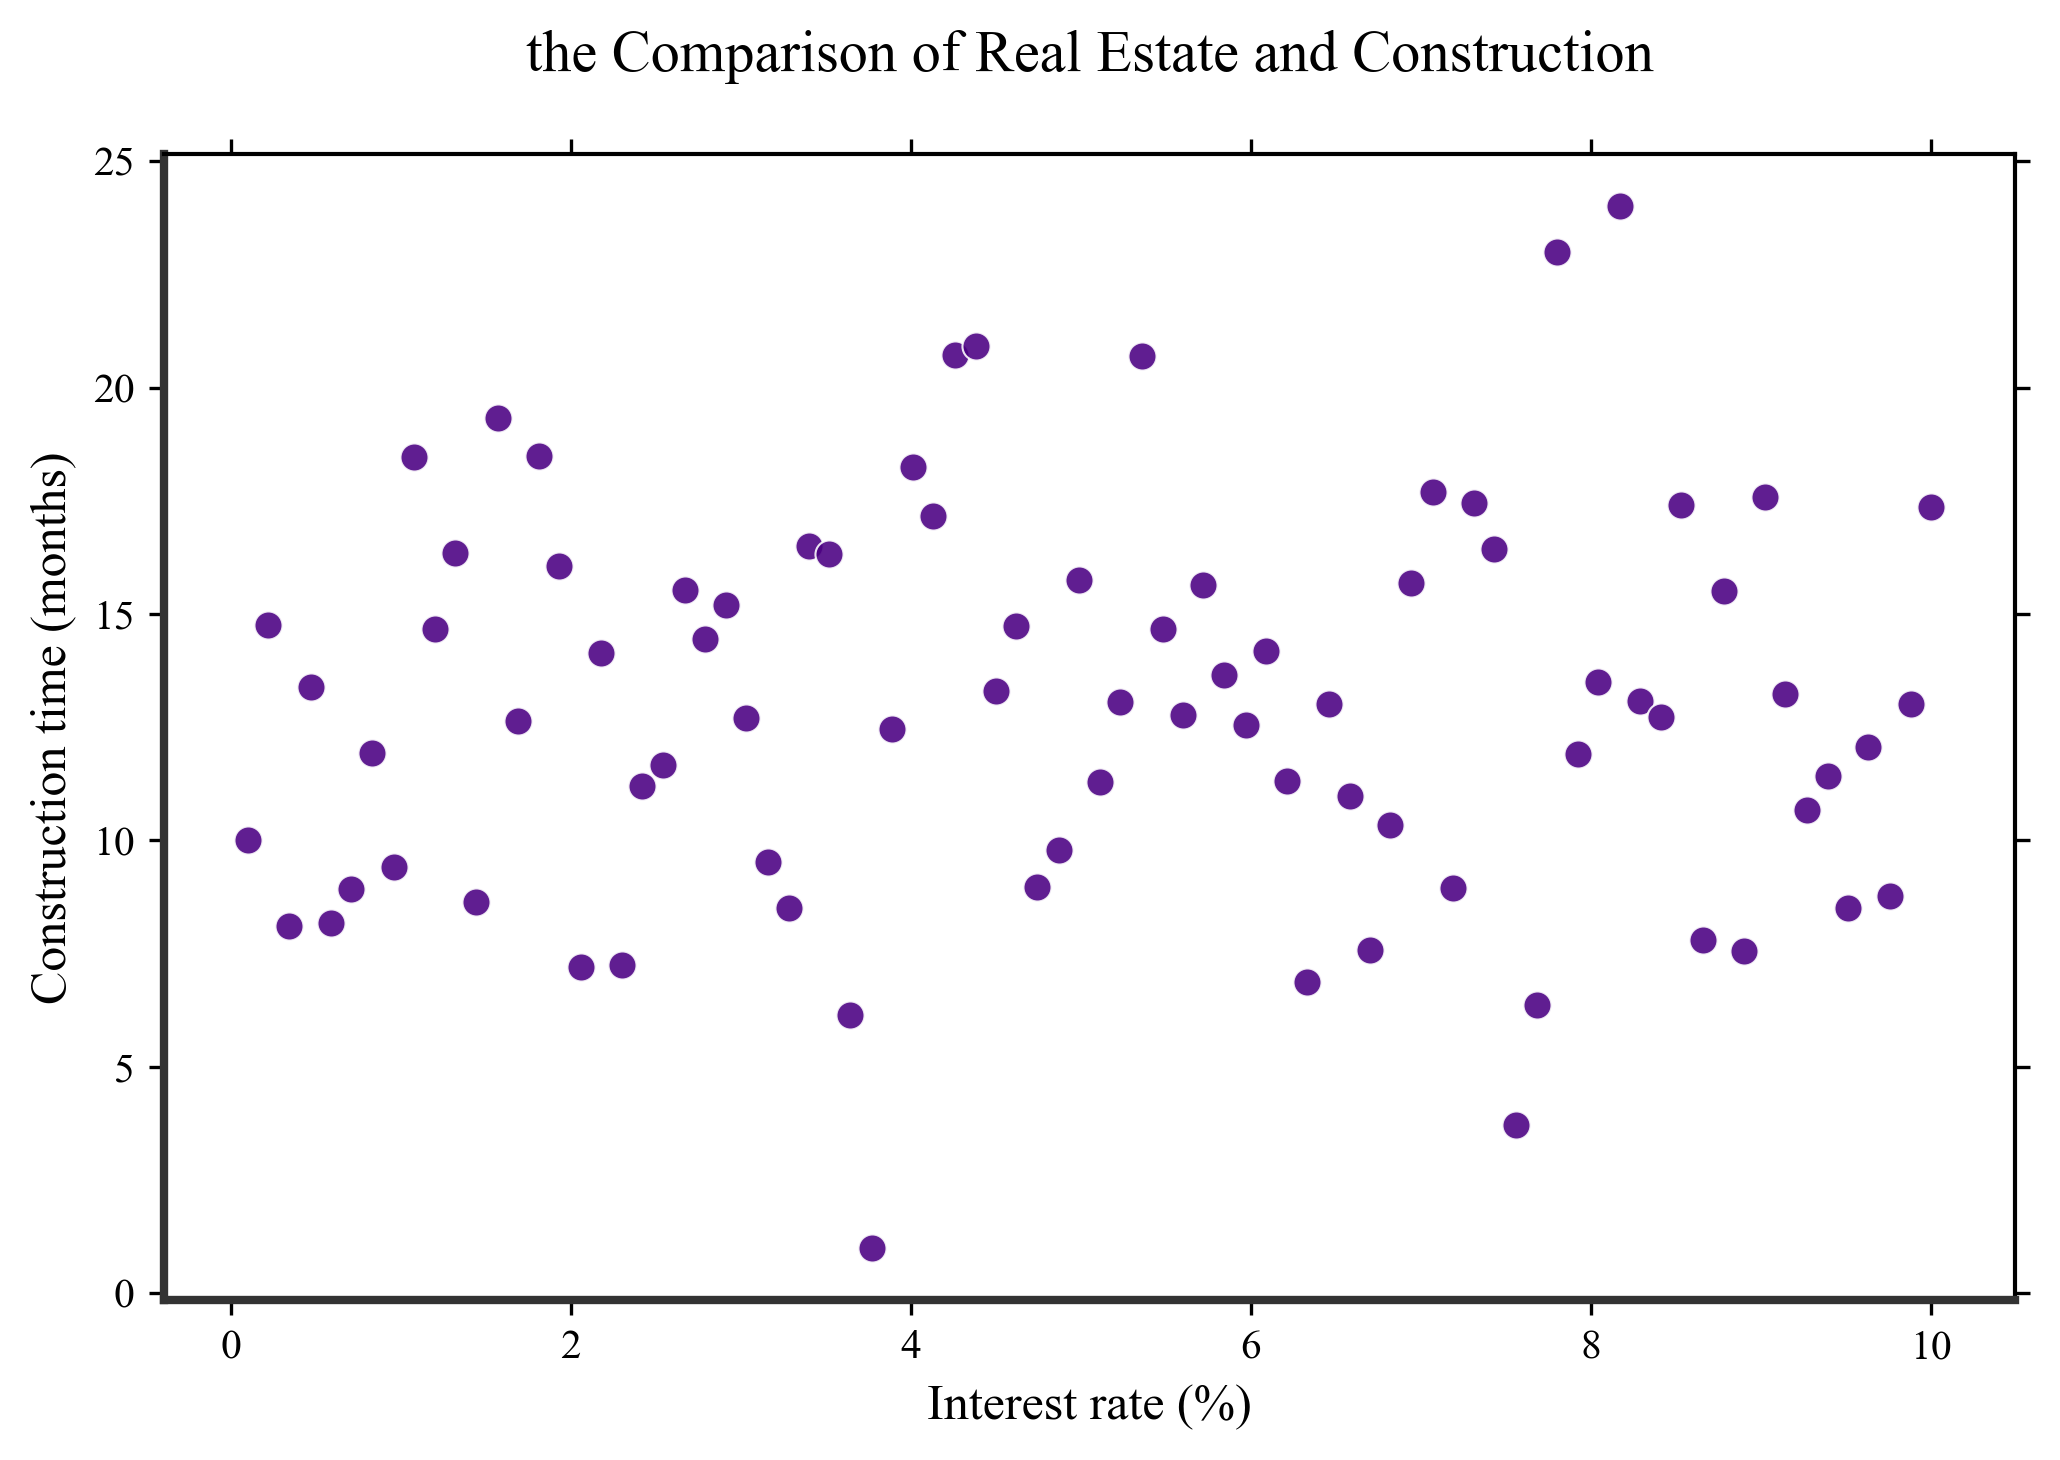 the Comparison of Real Estate and Construction
25
20
15
10
5
0
Construction time (months)
0 2 4 6 8 10
Interest rate (%)